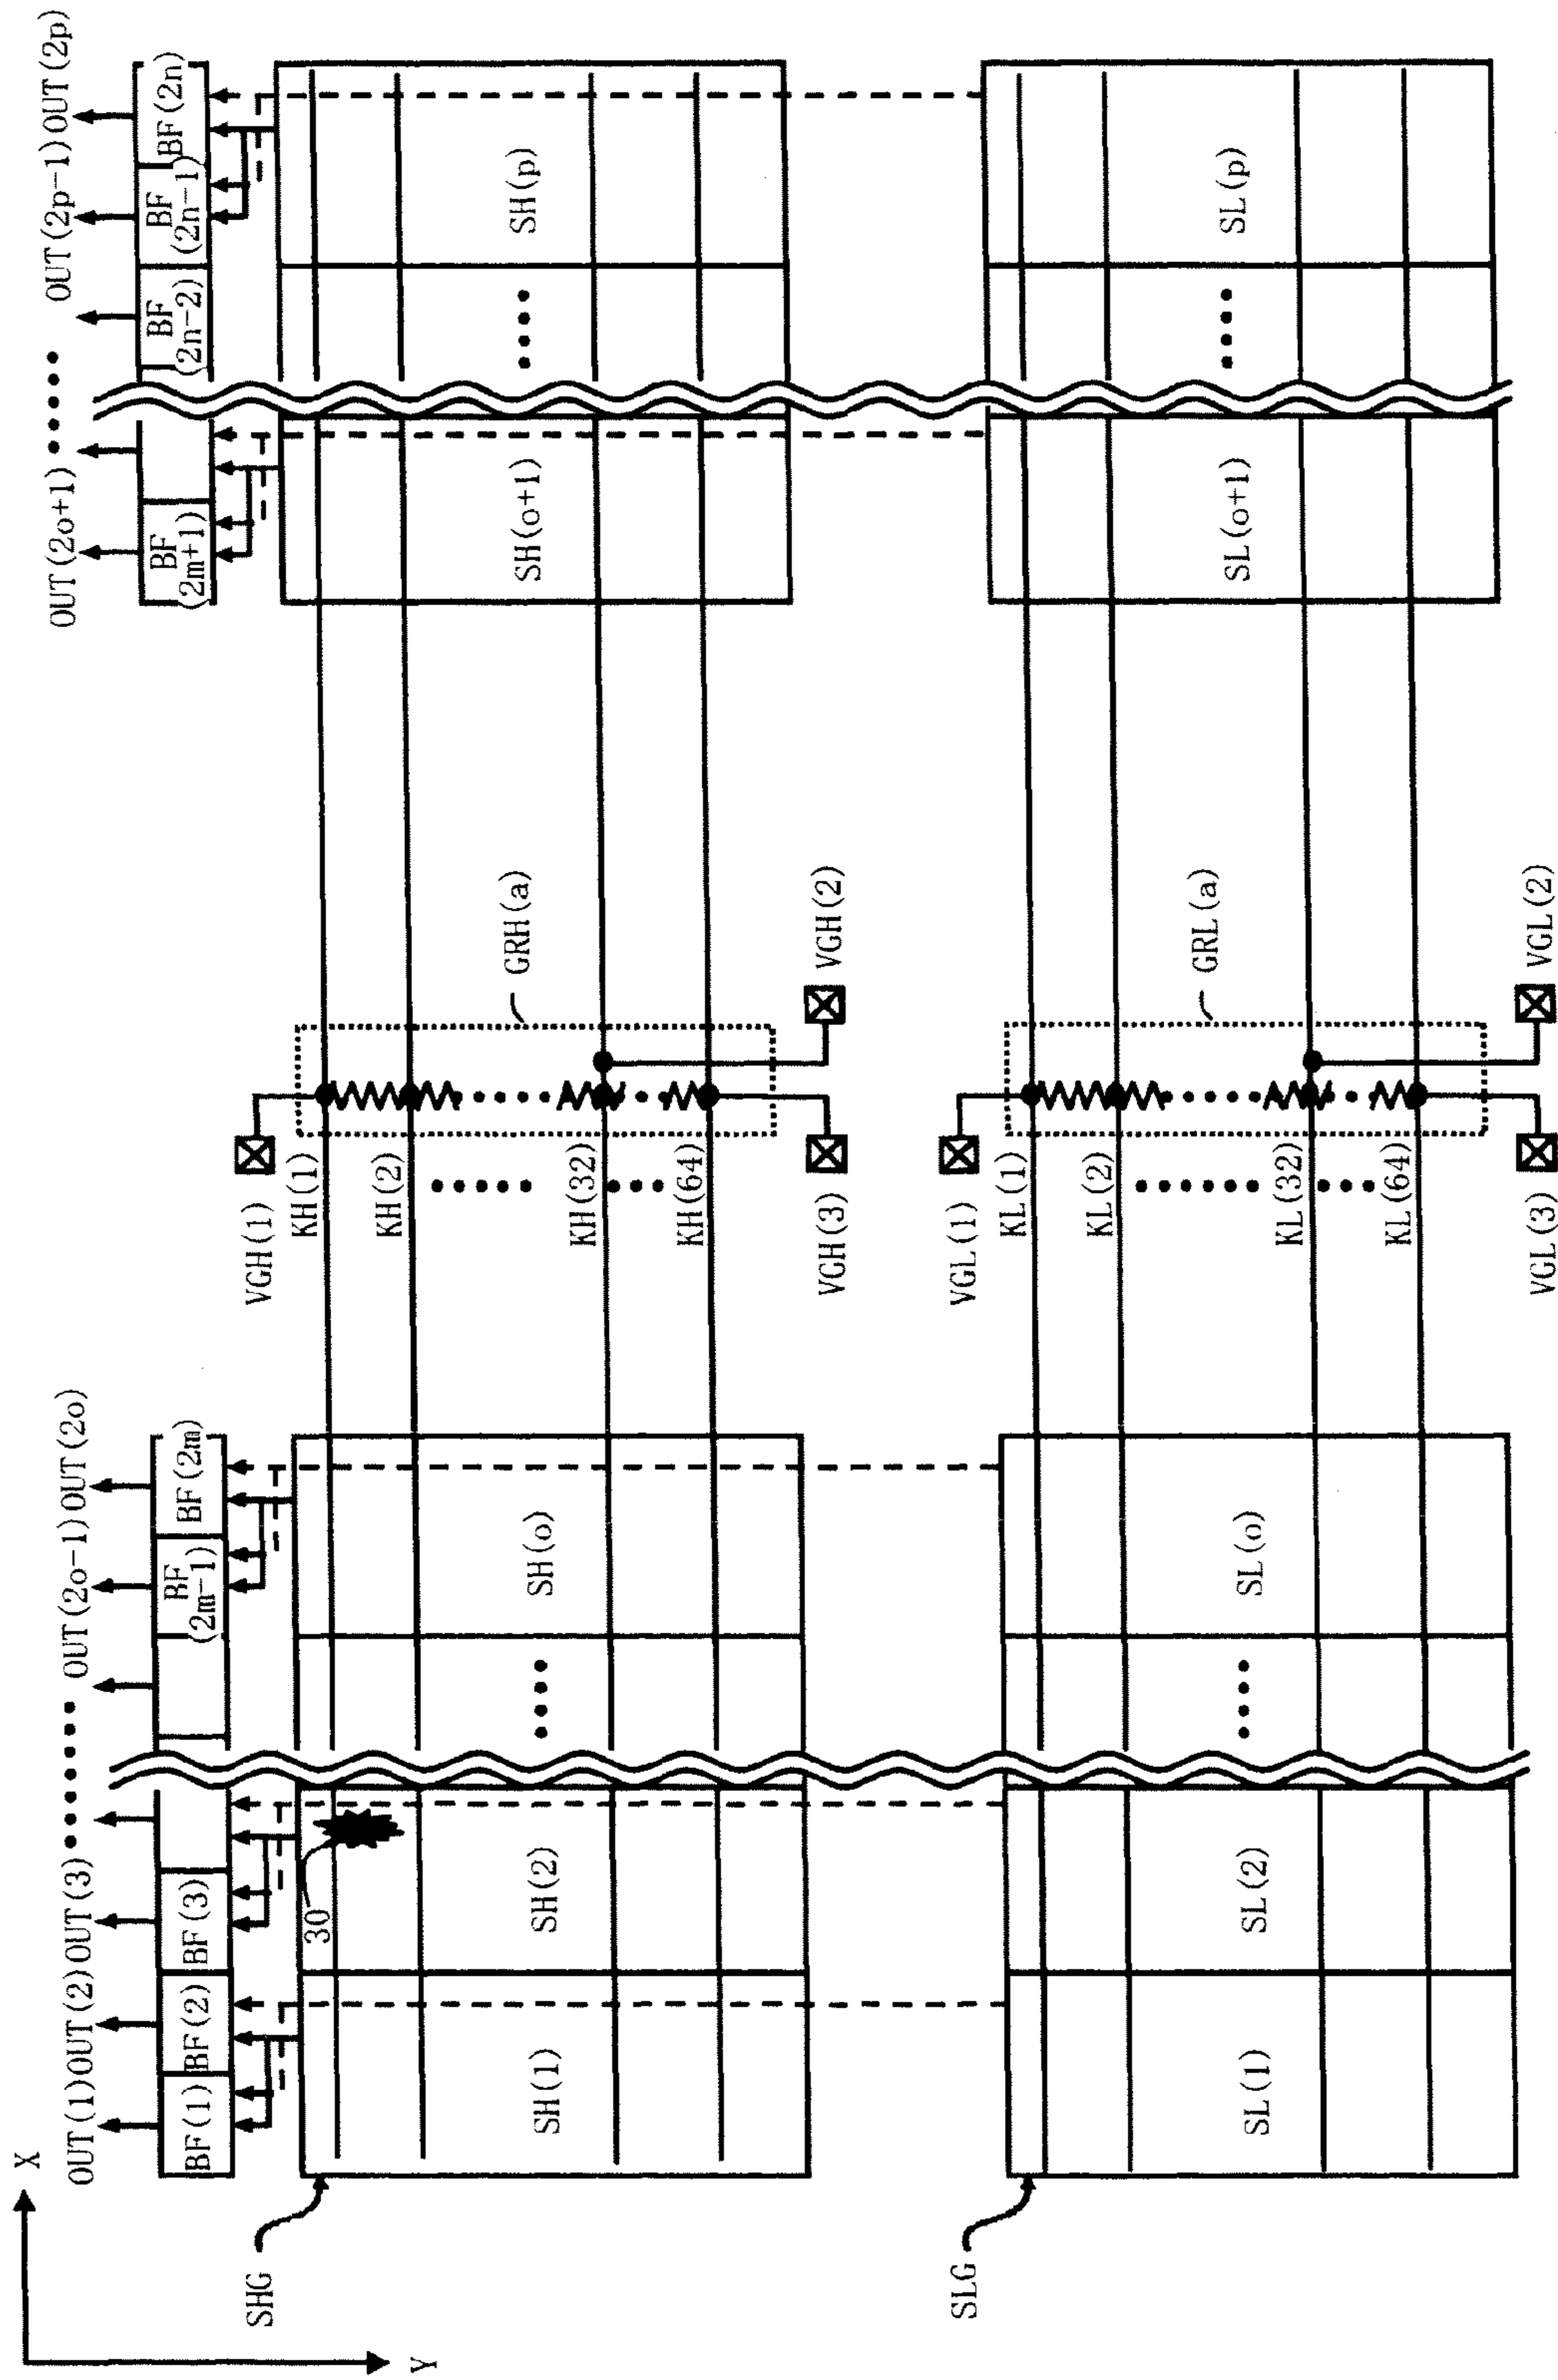 X
Y
OUT(1) OUT(2) OUT(3) •••••• OUT(2o-1) OUT(2o)
OUT(2o+1) ••••• OUT(2p-1) OUT(2p)
BF(1)
BF(2)
BF(3)
BF
(2m-1)
BF(2m)
BF
(2m+1)
BF
(2n-2)
BF
(2n-1)
BF(2n)
SHG
30
VGH(1)
KH(1)
KH(2)
•••••
KH(32)
•••
KH(64)
GRH(a)
SH(1)
SH(2)
••••
SH(o)
SH(o+1)
••••
SH(p)
VGH(3)
VGH(2)
SLG
VGL(1)
KL(1)
KL(2)
••••••
KL(32)
•••
KL(64)
GRL(a)
SL(1)
SL(2)
••••
SL(o)
SL(o+1)
••••
SL(p)
VGL(3)
VGL(2)